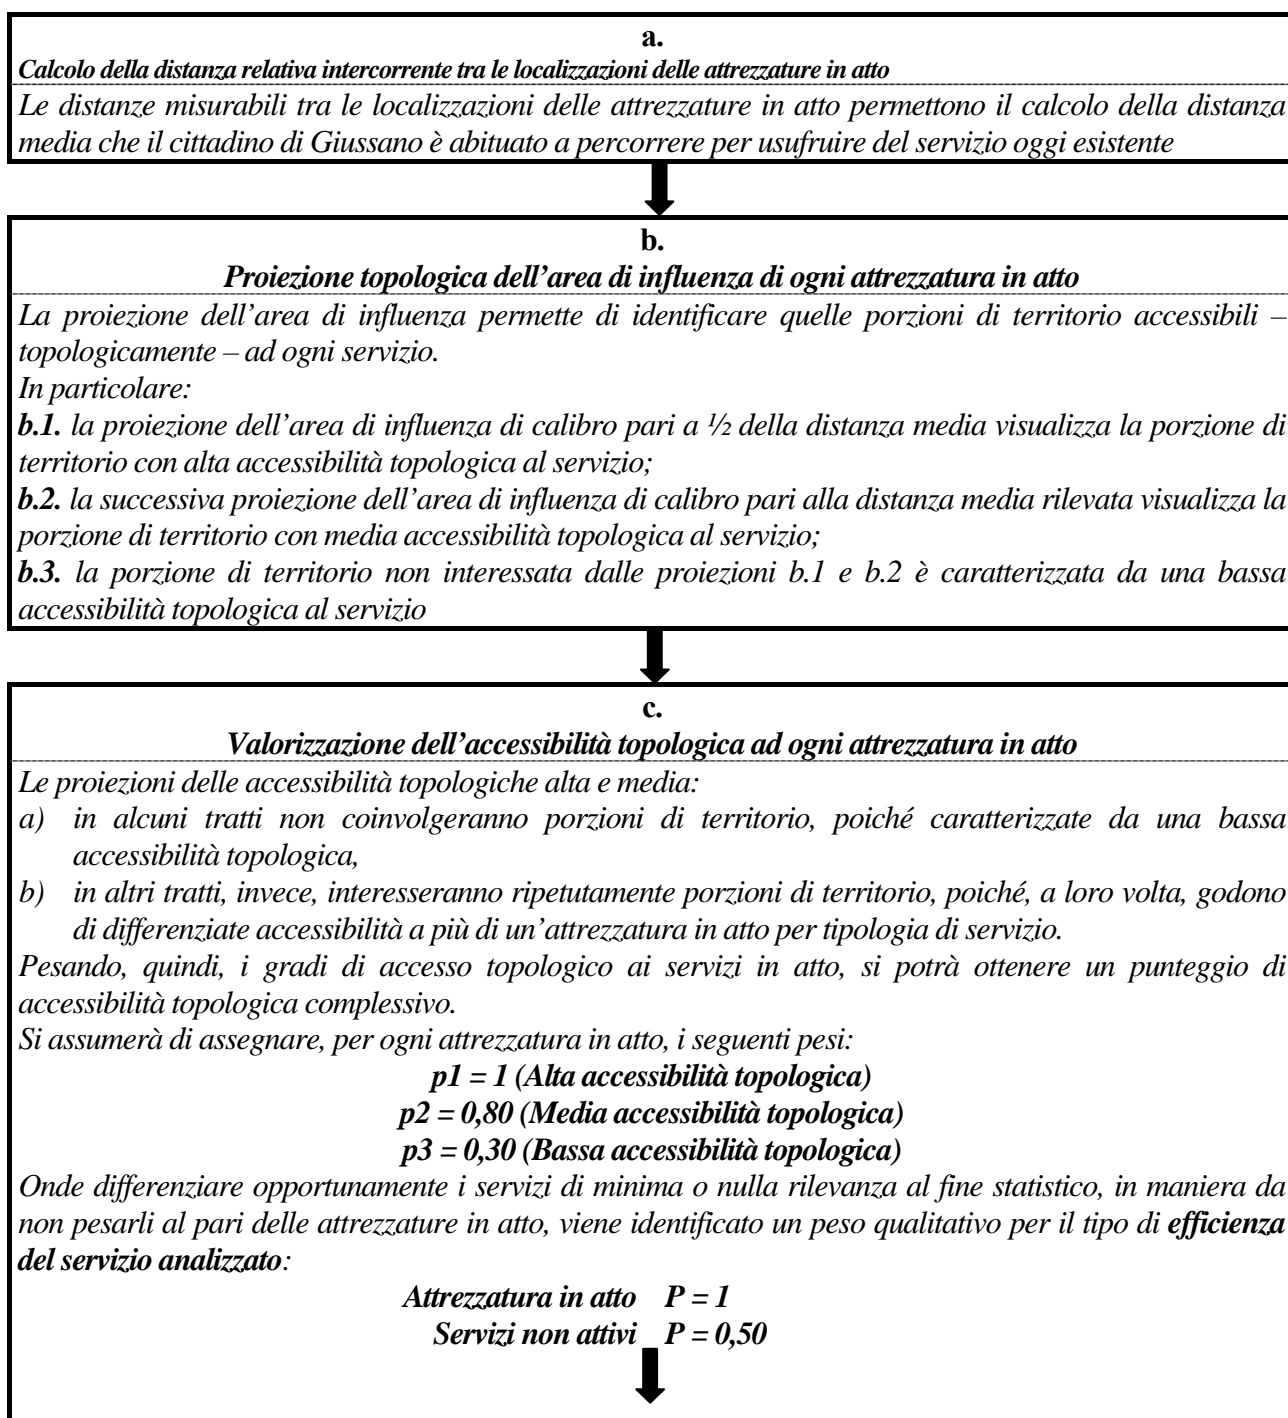 a.
Calcolo della distanza relativa intercorrente tra le localizzazioni delle attrezzature in atto
Le distanze misurabili tra le localizzazioni delle attrezzature in atto permettono il calcolo della distanza
media che il cittadino di Giussano è abituato a percorrere per usufruire del servizio oggi esistente
b.
Proiezione topologica dell’area di influenza di ogni attrezzatura in atto
La proiezione dell’area di influenza permette di identificare quelle porzioni di territorio accessibili –
topologicamente – ad ogni servizio.
In particolare:
b.1. la proiezione dell’area di influenza di calibro pari a ½ della distanza media visualizza la porzione di
territorio con alta accessibilità topologica al servizio;
b.2. la successiva proiezione dell’area di influenza di calibro pari alla distanza media rilevata visualizza la
porzione di territorio con media accessibilità topologica al servizio;
b.3. la porzione di territorio non interessata dalle proiezioni b.1 e b.2 è caratterizzata da una bassa
accessibilità topologica al servizio
c.
Valorizzazione dell’accessibilità topologica ad ogni attrezzatura in atto
Le proiezioni delle accessibilità topologiche alta e media:
a) in alcuni tratti non coinvolgeranno porzioni di territorio, poiché caratterizzate da una bassa
accessibilità topologica,
b) in altri tratti, invece, interesseranno ripetutamente porzioni di territorio, poiché, a loro volta, godono
di differenziate accessibilità a più di un’attrezzatura in atto per tipologia di servizio.
Pesando, quindi, i gradi di accesso topologico ai servizi in atto, si potrà ottenere un punteggio di
accessibilità topologica complessivo.
Si assumerà di assegnare, per ogni attrezzatura in atto, i seguenti pesi:
p1 = 1 (Alta accessibilità topologica)
p2 = 0,80 (Media accessibilità topologica)
p3 = 0,30 (Bassa accessibilità topologica)
Onde differenziare opportunamente i servizi di minima o nulla rilevanza al fine statistico, in maniera da
non pesarli al pari delle attrezzature in atto, viene identificato un peso qualitativo per il tipo di efficienza
del servizio analizzato:
Attrezzatura in atto P = 1
Servizi non attivi P = 0,50